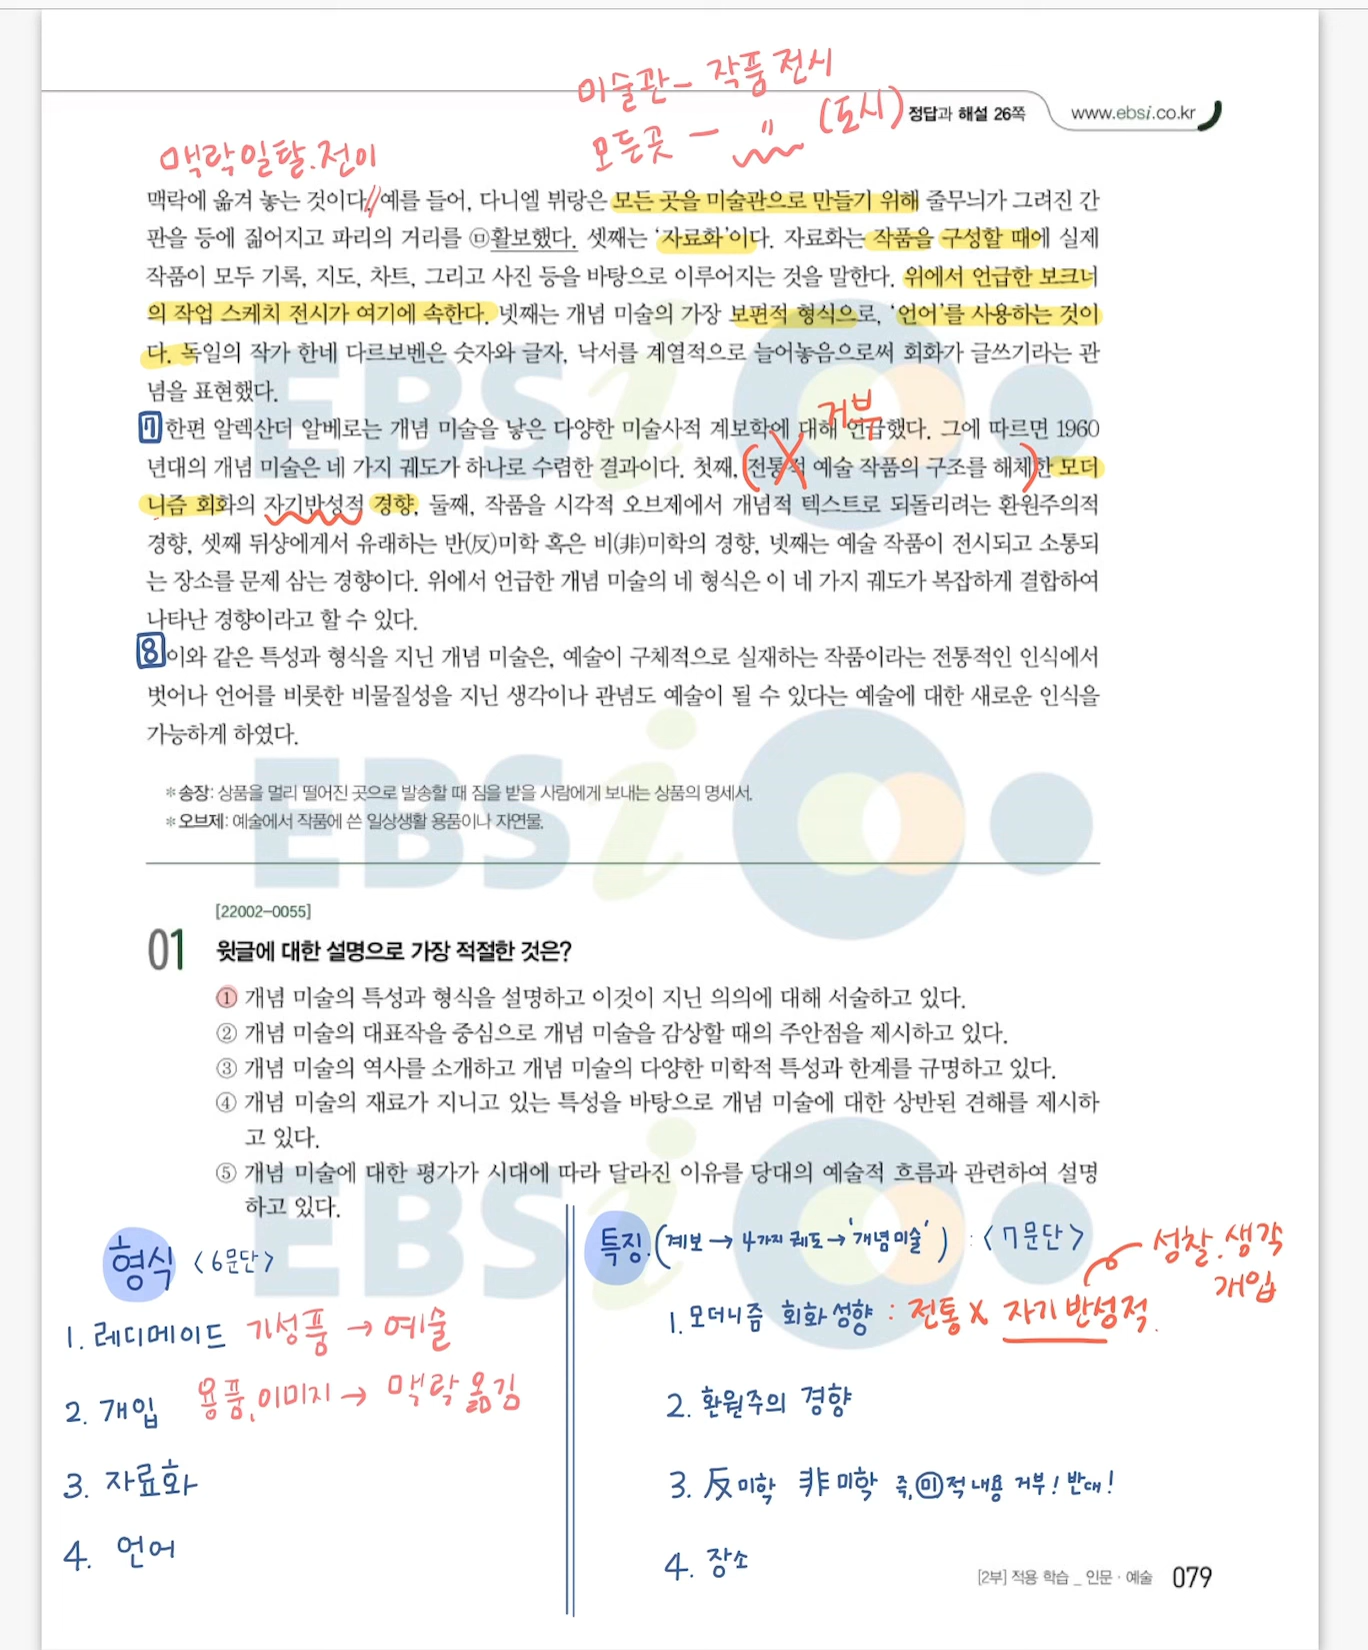 미술관 - 작품 전시
모든곳 - 〃 (도시)
정답과 해설 26쪽
www.ebsi.co.kr
맥락일탈.전이
맥락에 옮겨 놓는 것이다. 예를 들어, 다니엘 뷔랑은 모든 곳을 미술관으로 만들기 위해 줄무늬가 그려진 간
판을 등에 짊어지고 파리의 거리를 ㉤활보했다. 셋째는 ‘자료화’이다. 자료화는 작품을 구성할 때에 실제
작품이 모두 기록, 지도, 차트, 그리고 사진 등을 바탕으로 이루어지는 것을 말한다. 위에서 언급한 보크너
의 작업 스케치 전시가 여기에 속한다. 넷째는 개념 미술의 가장 보편적 형식으로, ‘언어’를 사용하는 것이
다. 독일의 작가 한네 다르보벤은 숫자와 글자, 낙서를 계열적으로 늘어놓음으로써 회화가 글쓰기라는 관
념을 표현했다.
거부
7 한편 알렉산더 알베로는 개념 미술을 낳은 다양한 미술사적 계보학에 대해 언급했다. 그에 따르면 1960
년대의 개념 미술은 네 가지 궤도가 하나로 수렴한 결과이다. 첫째, (전통적 예술 작품의 구조를 해체)한 모더
니즘 회화의 자기반성적 경향, 둘째, 작품을 시각적 오브제에서 개념적 텍스트로 되돌리려는 환원주의적
경향, 셋째 뒤샹에게서 유래하는 반(反)미학 혹은 비(非)미학의 경향, 넷째는 예술 작품이 전시되고 소통되
는 장소를 문제 삼는 경향이다. 위에서 언급한 개념 미술의 네 형식은 이 네 가지 궤도가 복잡하게 결합하여
나타난 경향이라고 할 수 있다.
8 이와 같은 특성과 형식을 지닌 개념 미술은, 예술이 구체적으로 실재하는 작품이라는 전통적인 인식에서
벗어나 언어를 비롯한 비물질성을 지닌 생각이나 관념도 예술이 될 수 있다는 예술에 대한 새로운 인식을
가능하게 하였다.
*송장: 상품을 멀리 떨어진 곳으로 발송할 때 짐을 받을 사람에게 보내는 상품의 명세서.
*오브제: 예술에서 작품에 쓴 일상생활 용품이나 자연물.
EBSi
[22002-0055]
01 윗글에 대한 설명으로 가장 적절한 것은?
① 개념 미술의 특성과 형식을 설명하고 이것이 지닌 의의에 대해 서술하고 있다.
② 개념 미술의 대표작을 중심으로 개념 미술을 감상할 때의 주안점을 제시하고 있다.
③ 개념 미술의 역사를 소개하고 개념 미술의 다양한 미학적 특성과 한계를 규명하고 있다.
④ 개념 미술의 재료가 지니고 있는 특성을 바탕으로 개념 미술에 대한 상반된 견해를 제시하
고 있다.
⑤ 개념 미술에 대한 평가가 시대에 따라 달라진 이유를 당대의 예술적 흐름과 관련하여 설명
하고 있다.
형식 <6문단>
1. 레디메이드 기성품 → 예술
2. 개입 용품, 이미지 → 맥락 옮김
3. 자료화
4. 언어
특징. (계보 → 4가지 궤도 → '개념미술') : <7문단>
성찰.생각
개입
1. 모더니즘 회화 성향 : 전통 X 자기반성적.
2. 환원주의 경향
3. 反미학 非미학 즉, 미적 내용 거부! 반대!
4. 장소
[2부] 적용 학습 _ 인문·예술 079